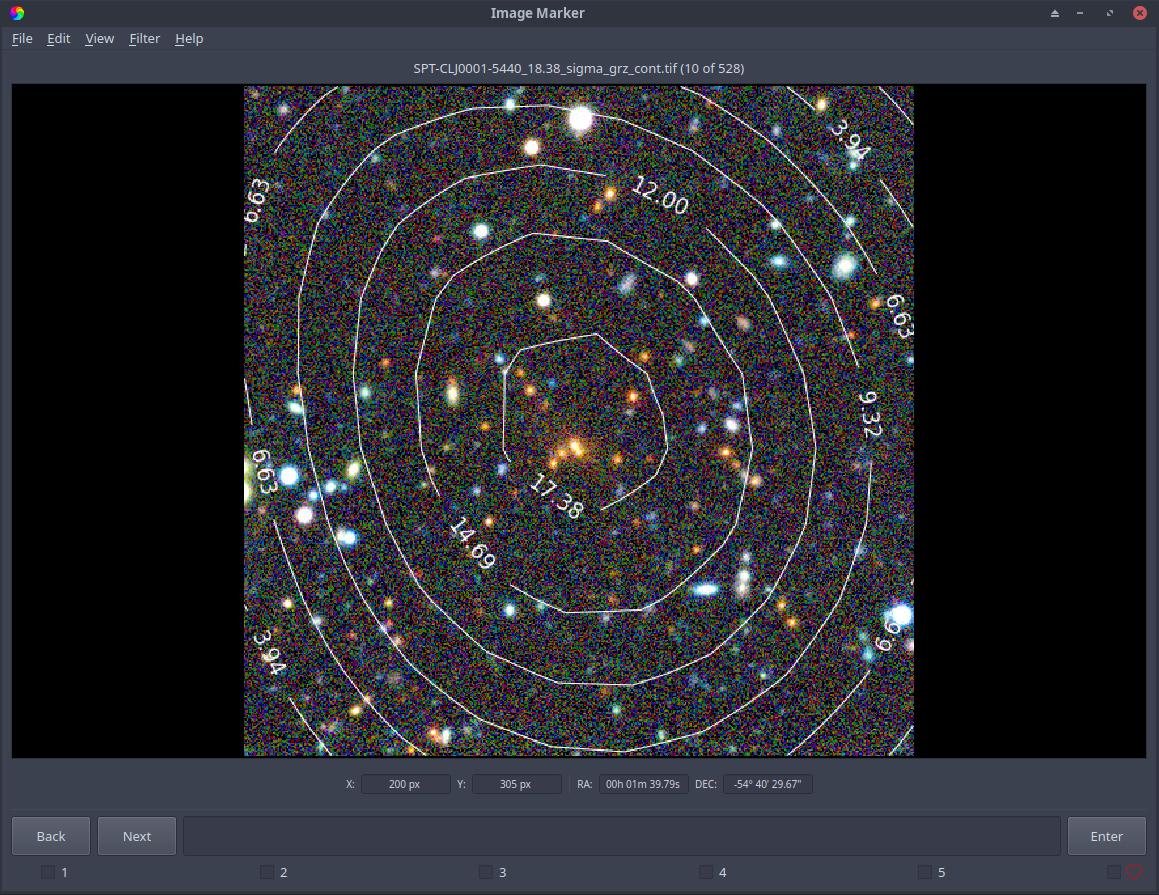 Image Marker
File Edit View Filter Help
SPT-CLJ0001-5440_18.38_sigma_grz_cont.tif (10 of 528)
3.94
6.63
12.00
6.63
9.32
6.63
17.38
14.69
3.94
X: 200 px Y: 305 px RA: 00h 01m 39.79s DEC: -54° 40' 29.67"
Back Next Enter
1 2 3 4 5